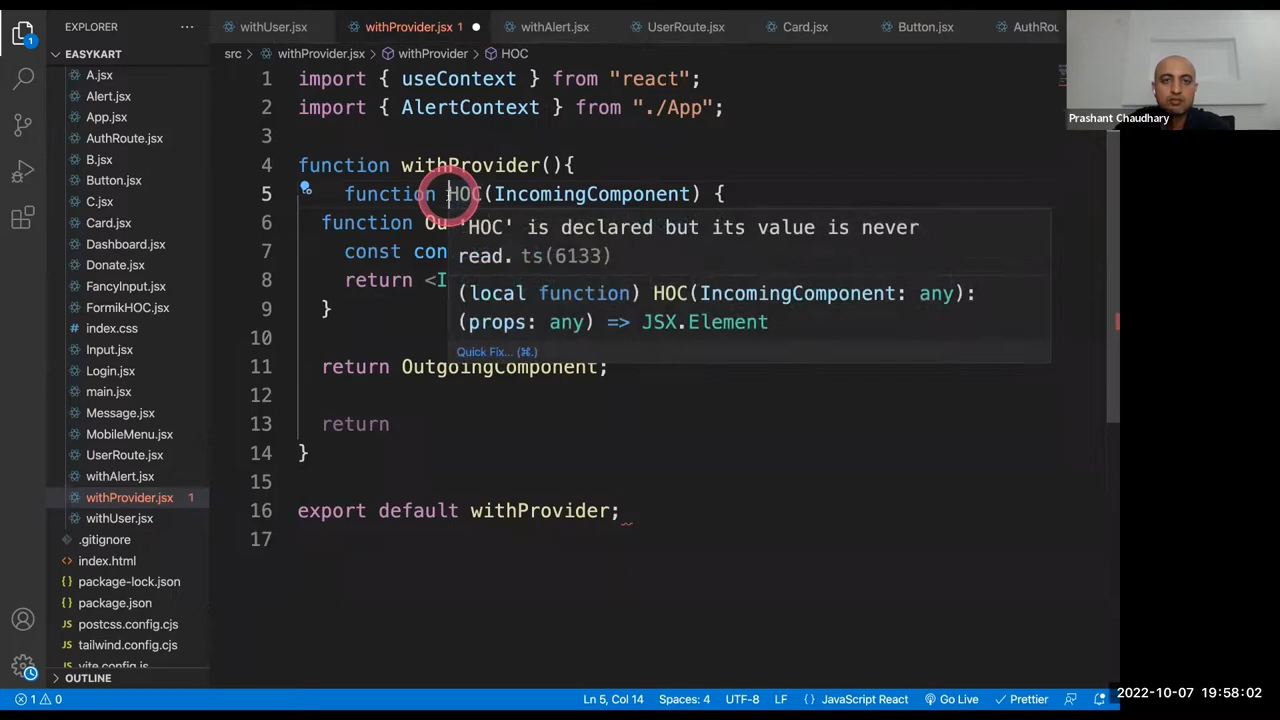 EXPLORER
EASYKART
A.jsx
Alert.jsx
App.jsx
AuthRoute.jsx
B.jsx
Button.jsx
C.jsx
Card.jsx
Dashboard.jsx
Donate.jsx
FancyInput.jsx
FormikHOC.jsx
index.css
Input.jsx
Login.jsx
main.jsx
Message.jsx
MobileMenu.jsx
UserRoute.jsx
withAlert.jsx
withProvider.jsx 1
withUser.jsx
.gitignore
index.html
package-lock.json
package.json
postcss.config.cjs
tailwind.config.cjs
vite.config.js
OUTLINE
1
withUser.jsx withProvider.jsx 1 withAlert.jsx UserRoute.jsx Card.jsx Button.jsx AuthRou
src > withProvider.jsx > withProvider > HOC
1 import { useContext } from "react";
2 import { AlertContext } from "./App";
3
4 function withProvider(){
5 function HOC(IncomingComponent) {
6 function Ou
7 const con
8 return <I
9 }
10
11 return OutgoingComponent;
12
13 return
14 }
15
16 export default withProvider;
17
'HOC' is declared but its value is never
read. ts(6133)
(local function) HOC(IncomingComponent: any):
(props: any) => JSX.Element
Quick Fix... (⌘.)
Prashant Chaudhary
1 0 Ln 5, Col 14 Spaces: 4 UTF-8 LF { } JavaScript React Go Live Prettier
2022-10-07 19:58:02